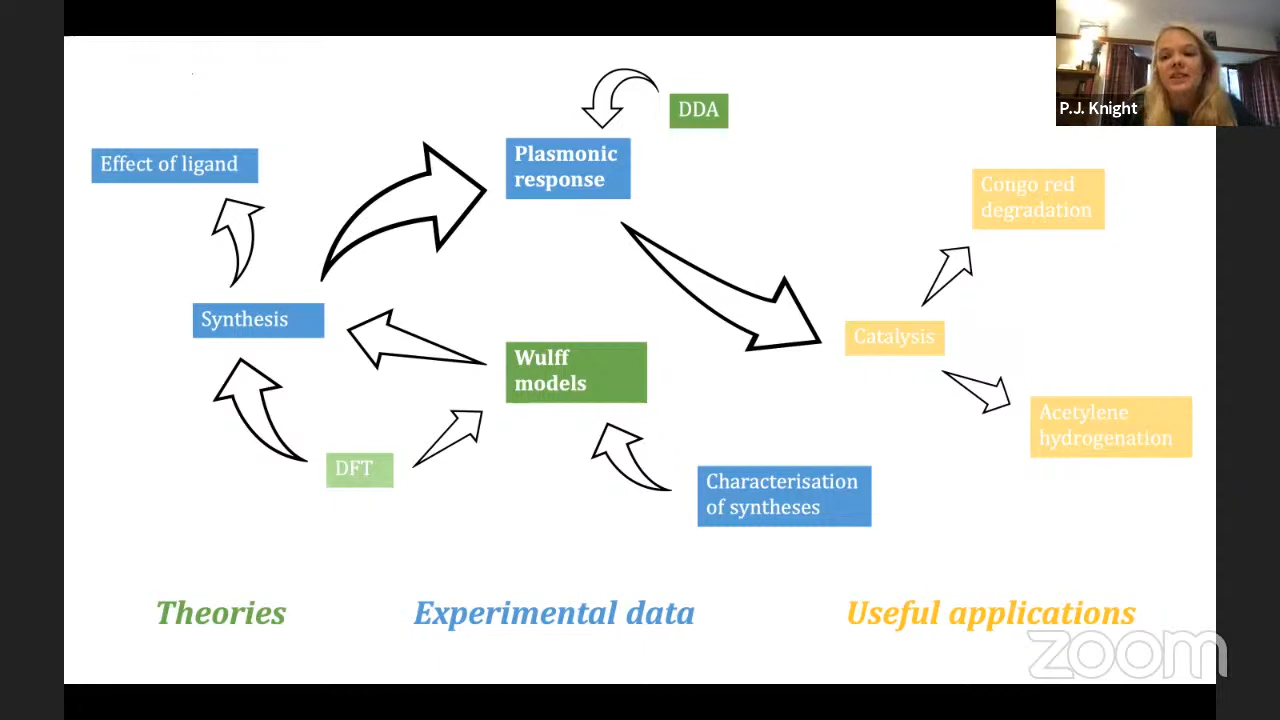 P.J. Knight
DDA
Plasmonic
response
Effect of ligand
Congo red
degradation
Synthesis
Catalysis
Wulff
models
Acetylene
hydrogenation
DFT
Characterisation
of syntheses
Theories
Experimental data
Useful applications
zoom